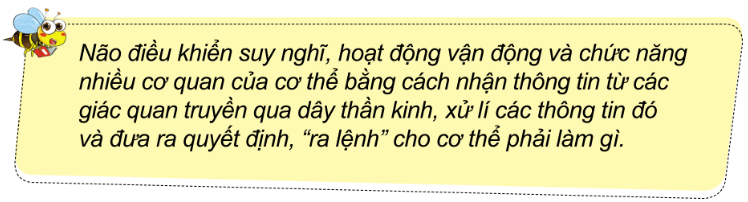 Não điều khiển suy nghĩ, hoạt động vận động và chức năng
nhiều cơ quan của cơ thể bằng cách nhận thông tin từ các
giác quan truyền qua dây thần kinh, xử lí các thông tin đó
và đưa ra quyết định, “ra lệnh” cho cơ thể phải làm gì.